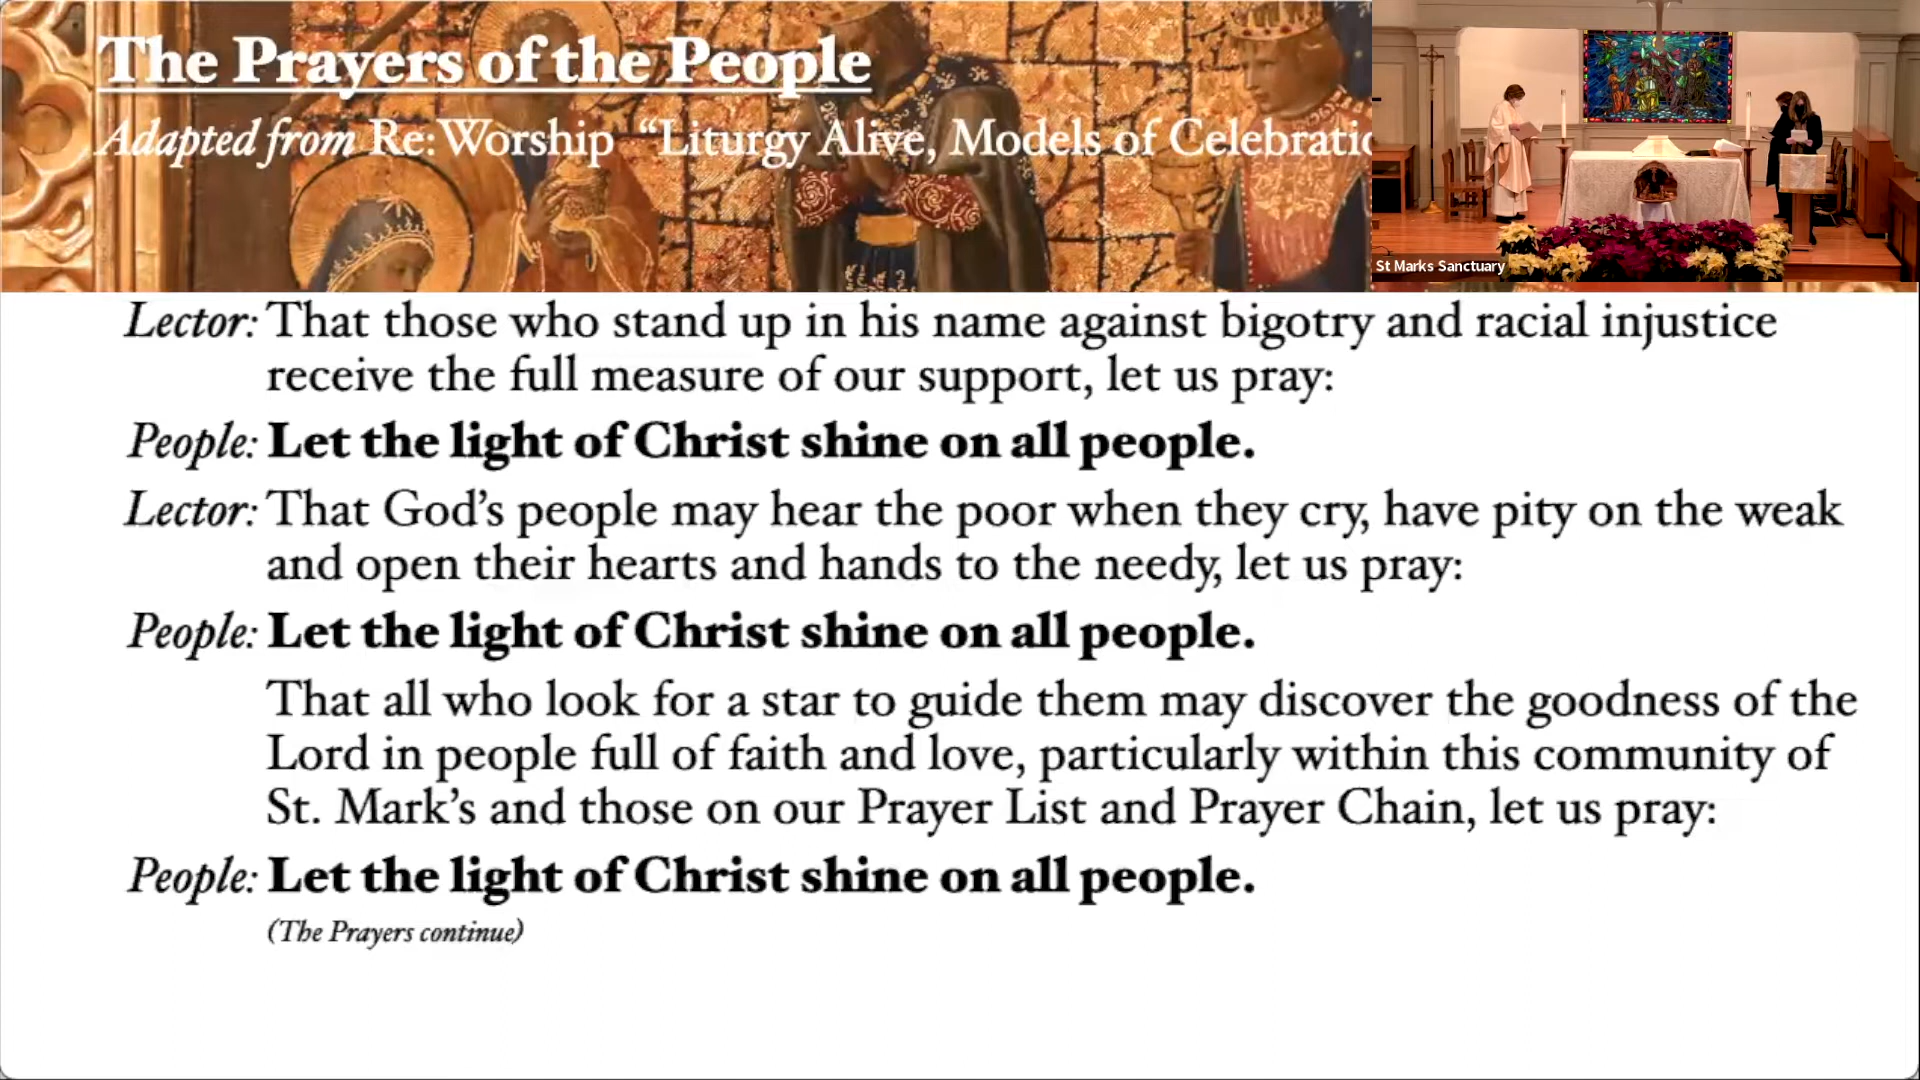 The Prayers of the People
Adapted from Re:Worship “Liturgy Alive, Models of
St Marks Sanctuary
Lector: That those who stand up in his name against bigotry and racial injustice
receive the full measure of our support, let us pray:
People: Let the light of Christ shine on all people.
Lector: That God’s people may hear the poor when they cry, have pity on the weak
and open their hearts and hands to the needy, let us pray:
People: Let the light of Christ shine on all people.
That all who look for a star to guide them may discover the goodness of the
Lord in people full of faith and love, particularly within this community of
St. Mark’s and those on our Prayer List and Prayer Chain, let us pray:
People: Let the light of Christ shine on all people.
(The Prayers continue)